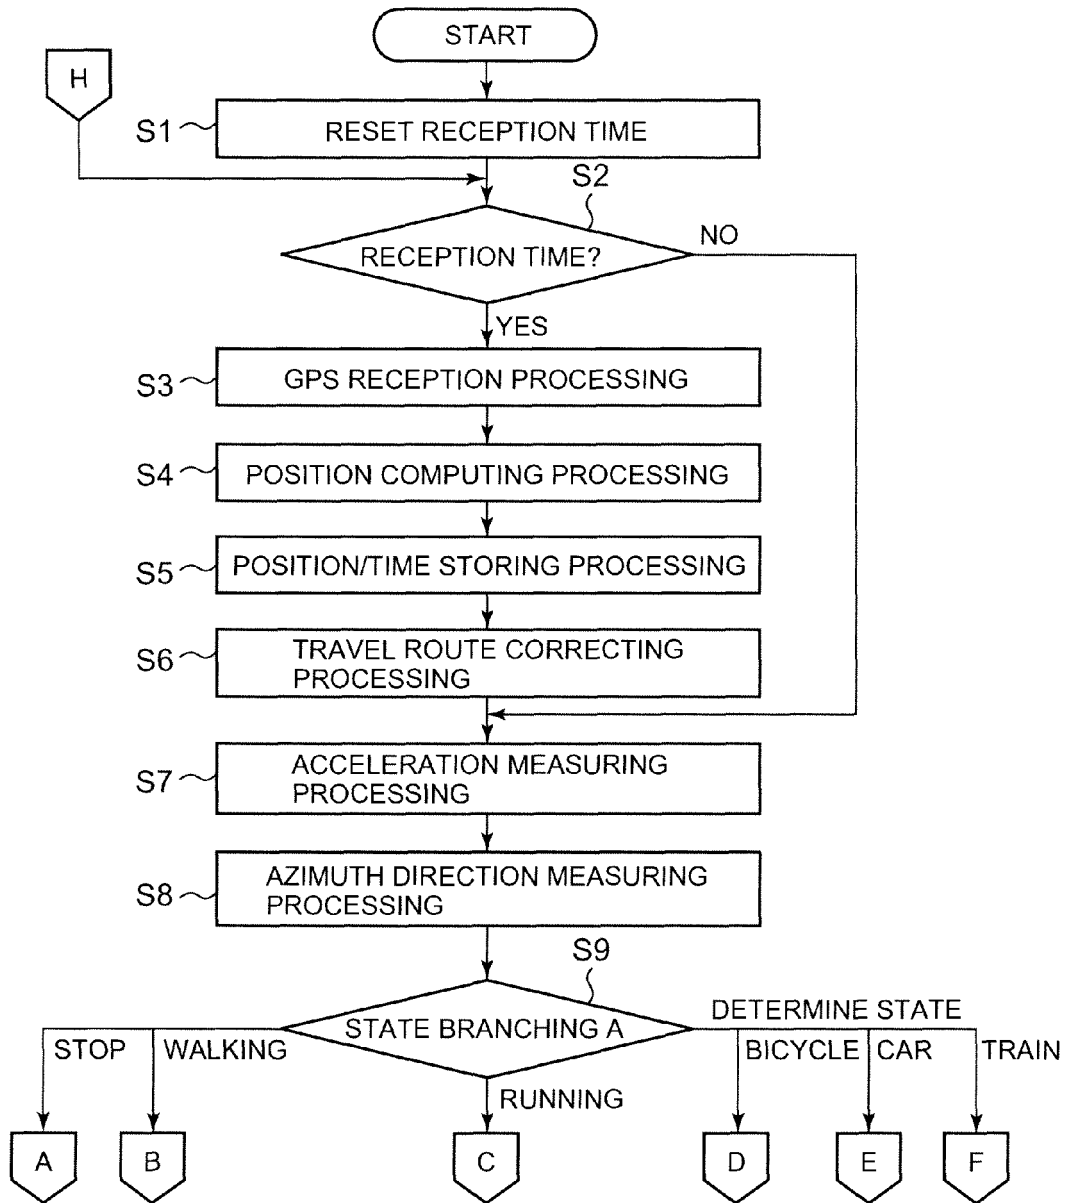 START
H
S1
RESET RECEPTION TIME
S2
RECEPTION TIME?
NO
YES
S3
GPS RECEPTION PROCESSING
S4
POSITION COMPUTING PROCESSING
S5
POSITION/TIME STORING PROCESSING
S6
TRAVEL ROUTE CORRECTING
PROCESSING
S7
ACCELERATION MEASURING
PROCESSING
S8
AZIMUTH DIRECTION MEASURING
PROCESSING
S9
STATE BRANCHING A
DETERMINE STATE
STOP
WALKING
RUNNING
BICYCLE
CAR
TRAIN
A
B
C
D
E
F